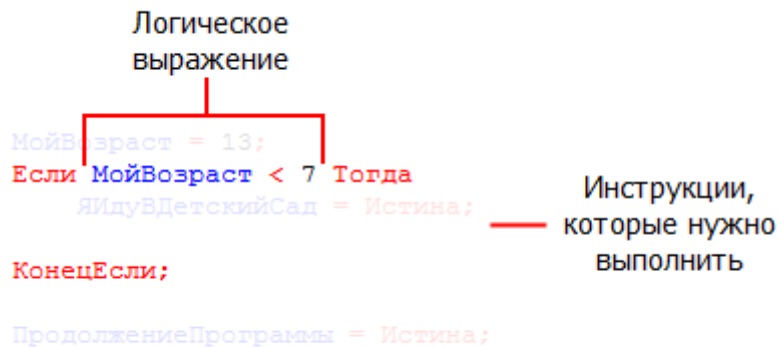 Логическое
выражение
МойВозраст = 13;
Если МойВозраст < 7 Тогда
ЯИдуВДетскийСад = Истина;
Инструкции,
которые нужно
выполнить
КонецЕсли;
ПродолжениеПрограммы = Истина;